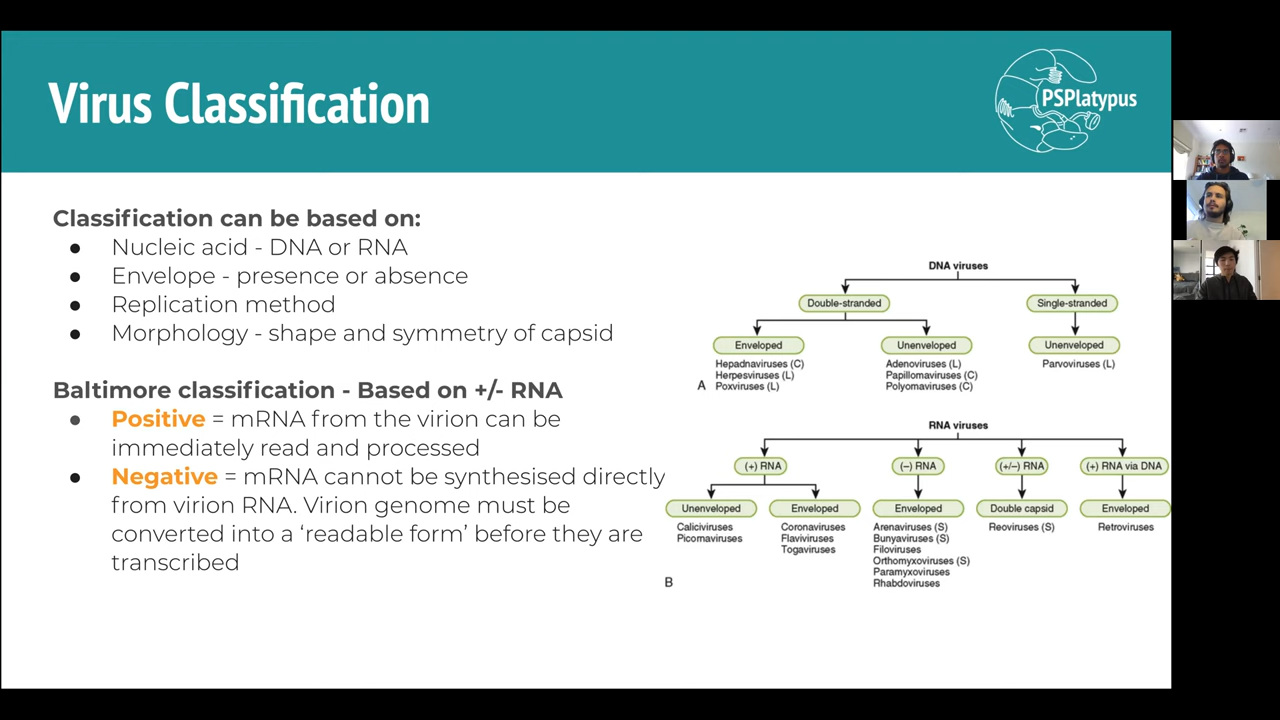 Virus Classification
PSPlatypus
Classification can be based on:
● Nucleic acid - DNA or RNA
● Envelope - presence or absence
● Replication method
● Morphology - shape and symmetry of capsid
Baltimore classification - Based on +/- RNA
● Positive = mRNA from the virion can be
immediately read and processed
● Negative = mRNA cannot be synthesised directly
from virion RNA. Virion genome must be
converted into a ‘readable form’ before they are
transcribed
DNA viruses
Double-stranded
Single-stranded
Enveloped
Unenveloped
Unenveloped
Hepadnaviruses (C)
Herpesviruses (L)
Poxviruses (L)
Adenoviruses (L)
Papillomaviruses (C)
Polyomaviruses (C)
Parvoviruses (L)
A
RNA viruses
(+) RNA
(–) RNA
(+/–) RNA
(+) RNA via DNA
Unenveloped
Enveloped
Enveloped
Double capsid
Enveloped
Caliciviruses
Picornaviruses
Coronaviruses
Flaviviruses
Togaviruses
Arenaviruses (S)
Bunyaviruses (S)
Filoviruses
Orthomyxoviruses (S)
Paramyxoviruses
Rhabdoviruses
Reoviruses (S)
Retroviruses
B